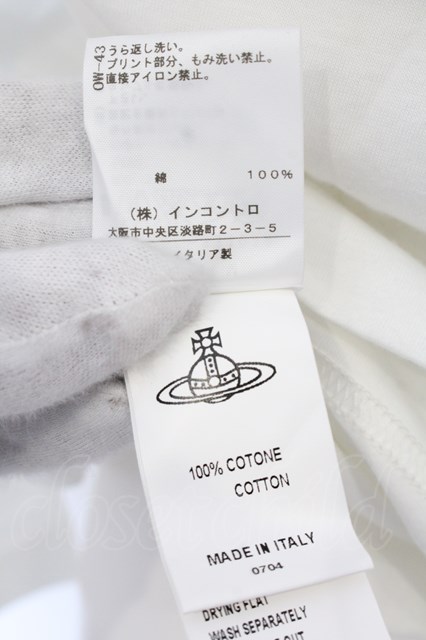 OW-43
うら返し洗い。
プリント部分、もみ洗い禁止。
直接アイロン禁止。
綿 100%
(株)インコントロ
大阪市中央区淡路町2-3-5
イタリア製
100% COTONE
COTTON
MADE IN ITALY
0704
DRYING FLAT
WASH SEPARATELY
OUT